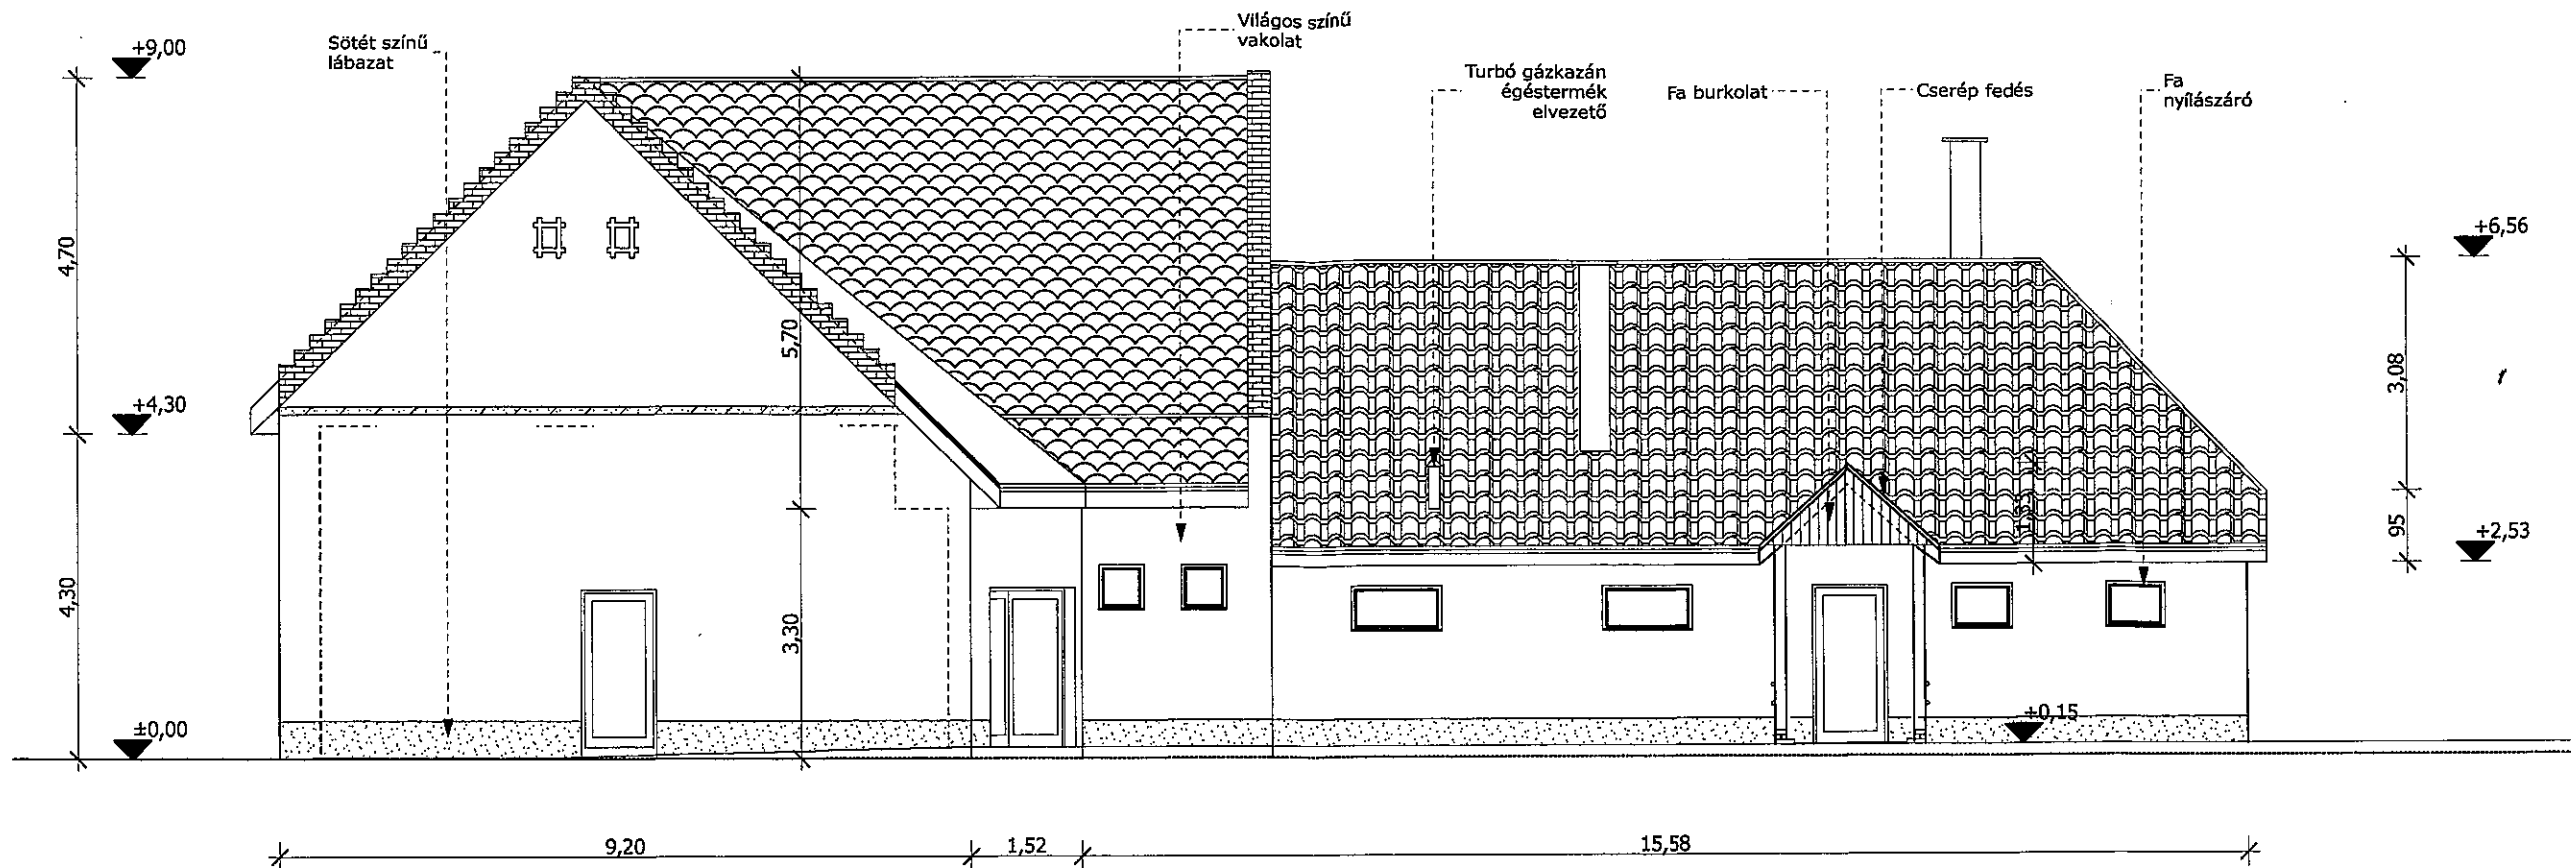 Világos színű
vakolat
+9,00
Sötét színű
lábazat
Turbó gázkazán
égéstermék
elvezető
Fa burkolat
Cserép fedés
Fa
nyílászáró
+6,56
4,70
5,70
3,08
+4,30
1,33
95
+2,53
4,30
3,30
±0,00
+0,15
9,20
1,52
15,58